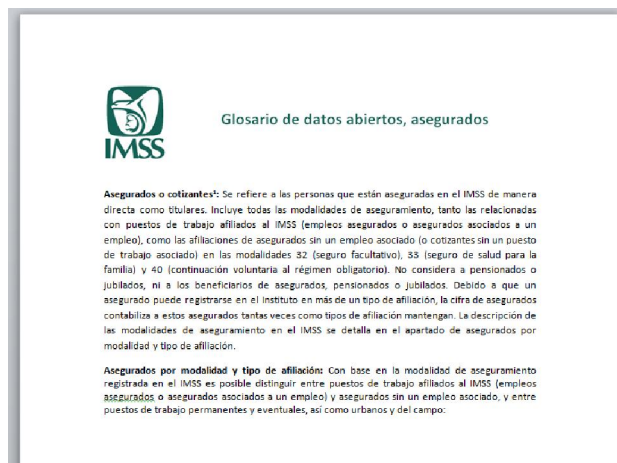 Glosario de datos abiertos, asegurados
IMSS
Asegurados o cotizantes¹: Se refiere a las personas que están aseguradas en el IMSS de manera
directa como titulares. Incluye todas las modalidades de aseguramiento, tanto las relacionadas
con puestos de trabajo afiliados al IMSS (empleos asegurados o asegurados asociados a un
empleo), como las afiliaciones de asegurados sin un empleo asociado (o cotizantes sin un puesto
de trabajo asociado) en las modalidades 32 (seguro facultativo), 33 (seguro de salud para la
familia) y 40 (continuación voluntaria al régimen obligatorio). No considera a pensionados o
jubilados, ni a los beneficiarios de asegurados, pensionados o jubilados. Debido a que un
asegurado puede registrarse en el Instituto en más de un tipo de afiliación, la cifra de asegurados
contabiliza a estos asegurados tantas veces como tipos de afiliación mantengan. La descripción de
las modalidades de aseguramiento en el IMSS se detalla en el apartado de asegurados por
modalidad y tipo de afiliación.
Asegurados por modalidad y tipo de afiliación: Con base en la modalidad de aseguramiento
registrada en el IMSS es posible distinguir entre puestos de trabajo afiliados al IMSS (empleos
asegurados o asegurados asociados a un empleo) y asegurados sin un empleo asociado, y entre
puestos de trabajo permanentes y eventuales, así como urbanos y del campo: